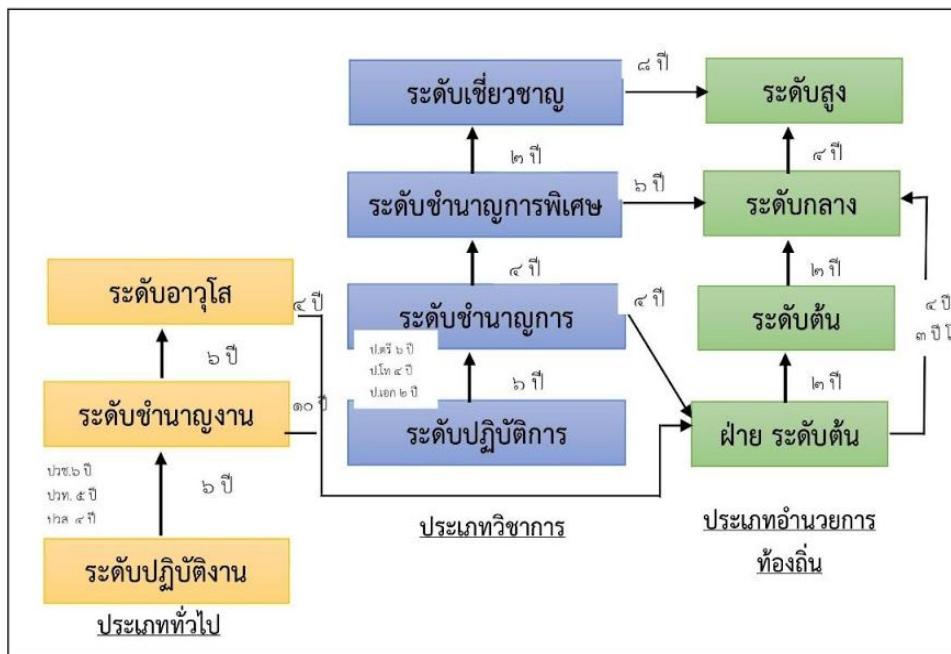 ระดับเชี่ยวชาญ
๘ ปี
ระดับสูง
๒ ปี
๔ ปี
ระดับชำนาญการพิเศษ
๖ ปี
ระดับกลาง
๔ ปี
๒ ปี
ระดับอาวุโส
๔ ปี
ระดับชำนาญการ
๔ ปี
ระดับต้น
๔ ปี
๓ ปี โ
ป.ตรี ๖ ปี
ป.โท ๔ ปี
ป.เอก ๒ ปี
๖ ปี
๖ ปี
๒ ปี
ระดับชำนาญงาน
๑๐ ปี
ระดับปฏิบัติการ
ฝ่าย ระดับต้น
ปวช.๖ ปี
ปวท. ๕ ปี
ปวส. ๔ ปี
๖ ปี
ประเภทวิชาการ
ประเภทอำนวยการ
ท้องถิ่น
ระดับปฏิบัติงาน
ประเภททั่วไป